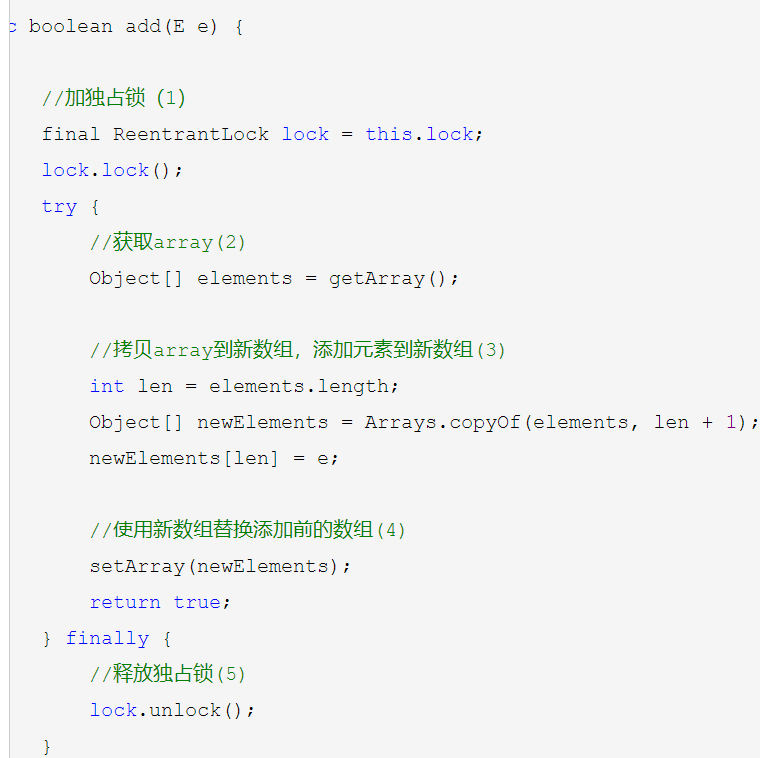 c boolean add(E e) {
//加独占锁 (1)
final ReentrantLock lock = this.lock;
lock.lock();
try {
//获取array(2)
Object[] elements = getArray();
//拷贝array到新数组，添加元素到新数组(3)
int len = elements.length;
Object[] newElements = Arrays.copyOf(elements, len + 1);
newElements[len] = e;
//使用新数组替换添加前的数组(4)
setArray(newElements);
return true;
} finally {
//释放独占锁(5)
lock.unlock();
}